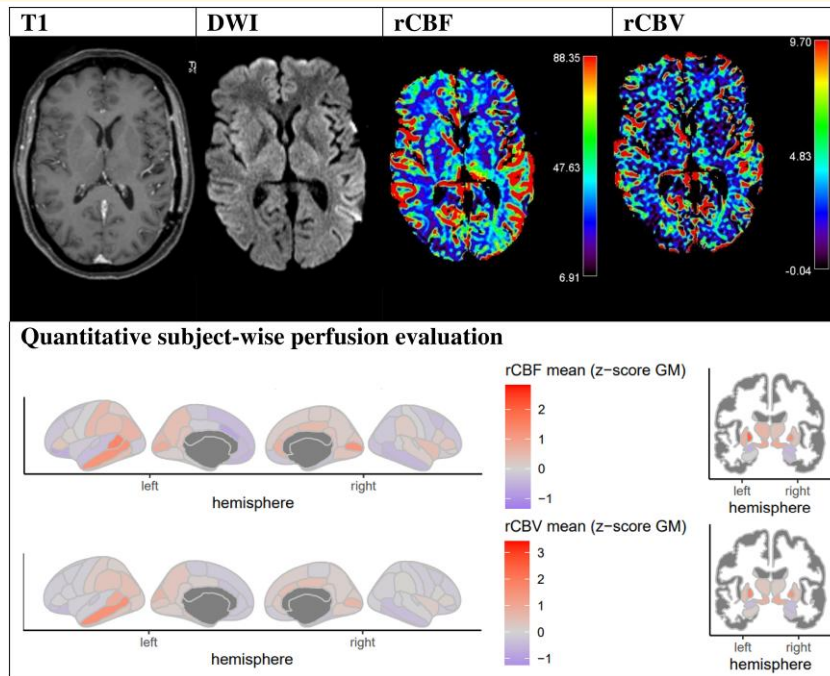 T1 DWI rCBF rCBV
88.35
47.63
6.91
9.70
4.83
-0.04
Quantitative subject-wise perfusion evaluation
rCBF mean (z−score GM)
2
1
0
−1
left right
hemisphere
left right
hemisphere
rCBV mean (z−score GM)
3
2
1
0
−1
left right
hemisphere
left right
hemisphere